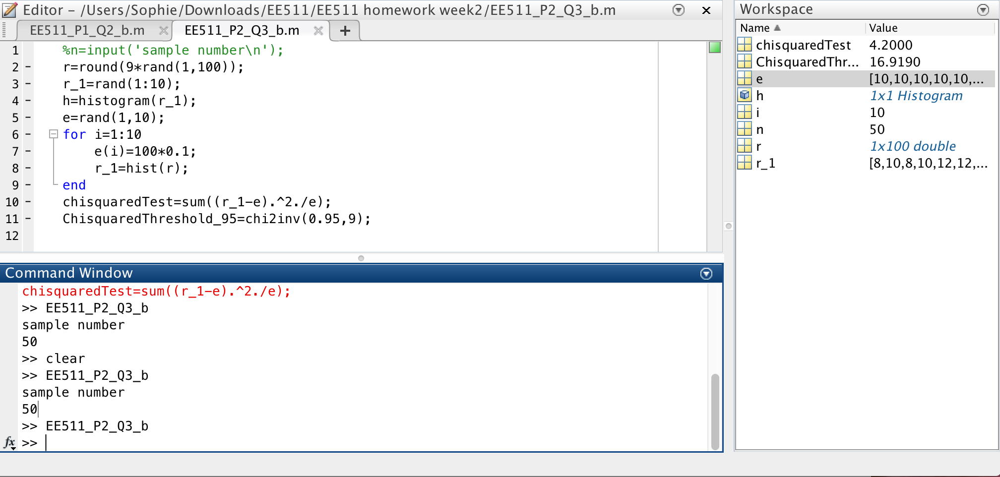 Editor – /Users/Sophie/Downloads/EE511/EE511 homework week2/EE511_P2_Q3_b.m
EE511_P1_Q2_b.m EE511_P2_Q3_b.m +
1 %n=input('sample number\n');
2 – r=round(9*rand(1,100));
3 – r_1=rand(1:10);
4 – h=histogram(r_1);
5 – e=rand(1,10);
6 – for i=1:10
7 – e(i)=100*0.1;
8 – r_1=hist(r);
9 – end
10 – chisquaredTest=sum((r_1-e).^2./e);
11 – ChisquaredThreshold_95=chi2inv(0.95,9);
12
Command Window
chisquaredTest=sum((r_1-e).^2./e);
>> EE511_P2_Q3_b
sample number
50
>> clear
>> EE511_P2_Q3_b
sample number
50
>> EE511_P2_Q3_b
fx >>
Workspace
Name Value
chisquaredTest 4.2000
ChisquaredThr... 16.9190
e [10,10,10,10,10,...
h 1x1 Histogram
i 10
n 50
r 1x100 double
r_1 [8,10,8,10,12,12,...